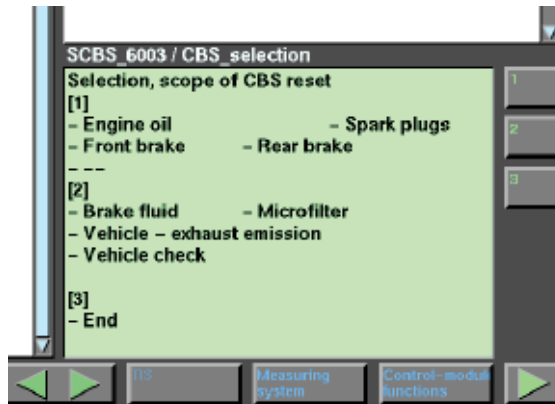 SCBS_6003 / CBS_selection
Selection, scope of CBS reset
[1]
– Engine oil – Spark plugs
– Front brake – Rear brake
– – –
[2]
– Brake fluid – Microfilter
– Vehicle – exhaust emission
– Vehicle check
[3]
– End
1
2
3
Measuring system
Control-modul functions